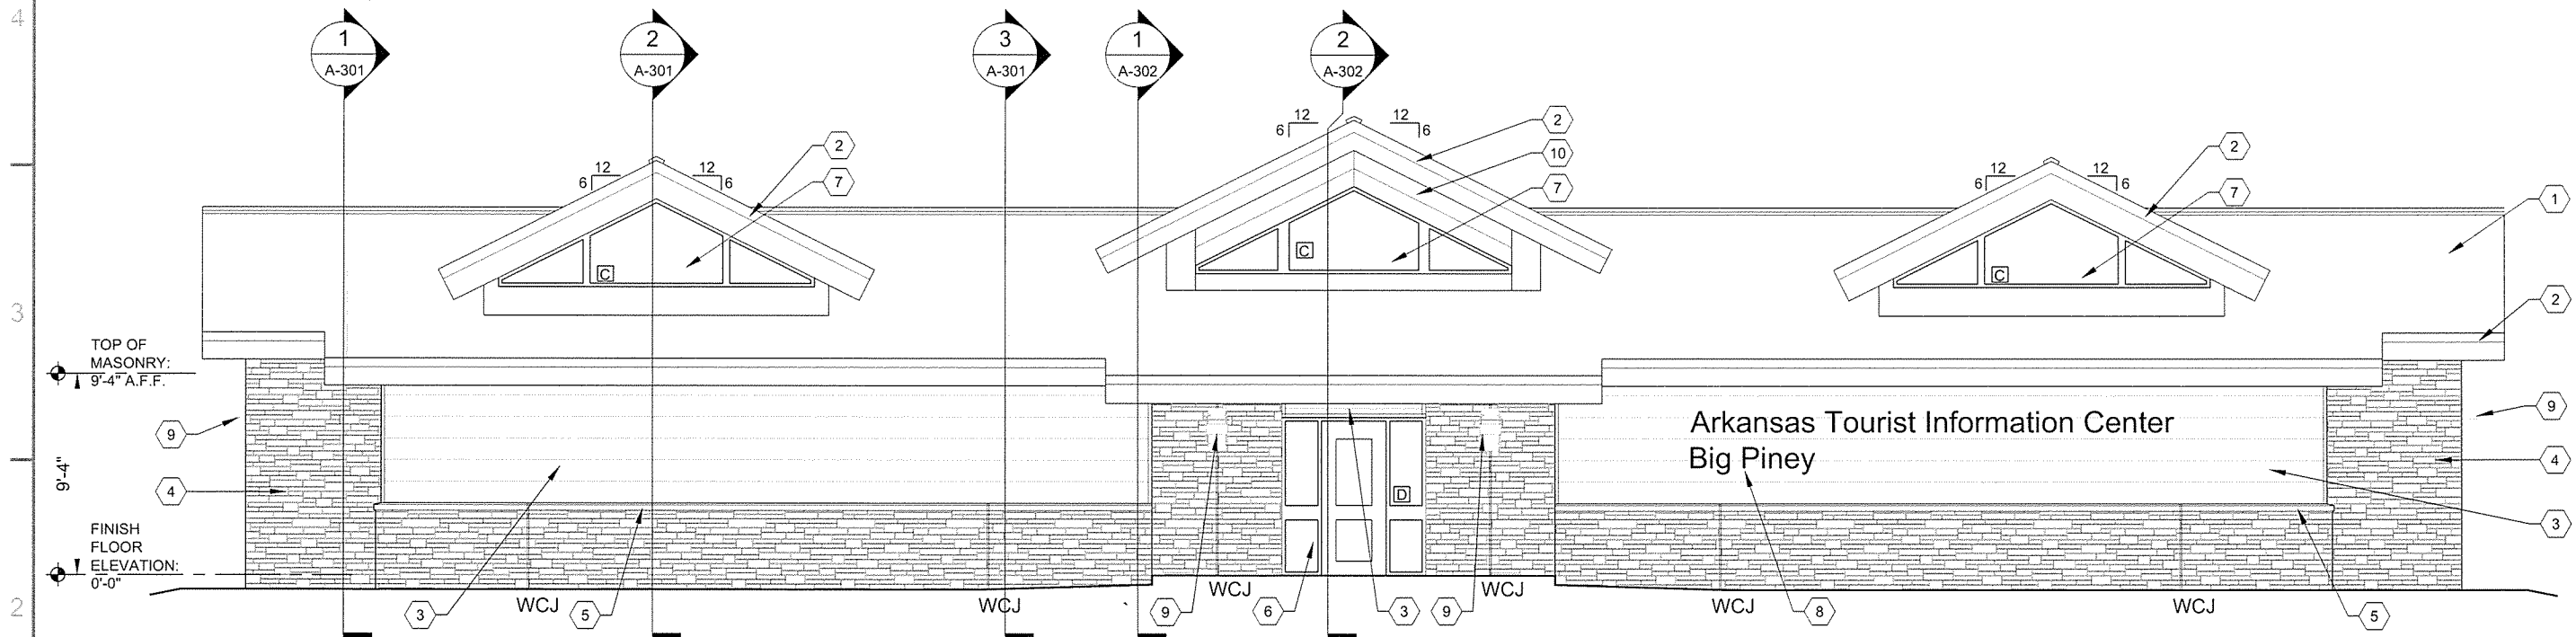 4
1
A-301
2
A-301
3
A-301
1
A-302
2
A-302
12
6
12
6
2
7
12
6
12
6
2
10
7
12
6
12
6
2
7
1
C
C
C
2
3
TOP OF
MASONRY:
9'-4" A.F.F.
9
4
9'-4"
FINISH
FLOOR
ELEVATION:
0'-0"
Arkansas Tourist Information Center
Big Piney
D
9
4
3
2
3
WCJ
5
WCJ
9
WCJ
6
3
9
WCJ
WCJ
8
WCJ
5